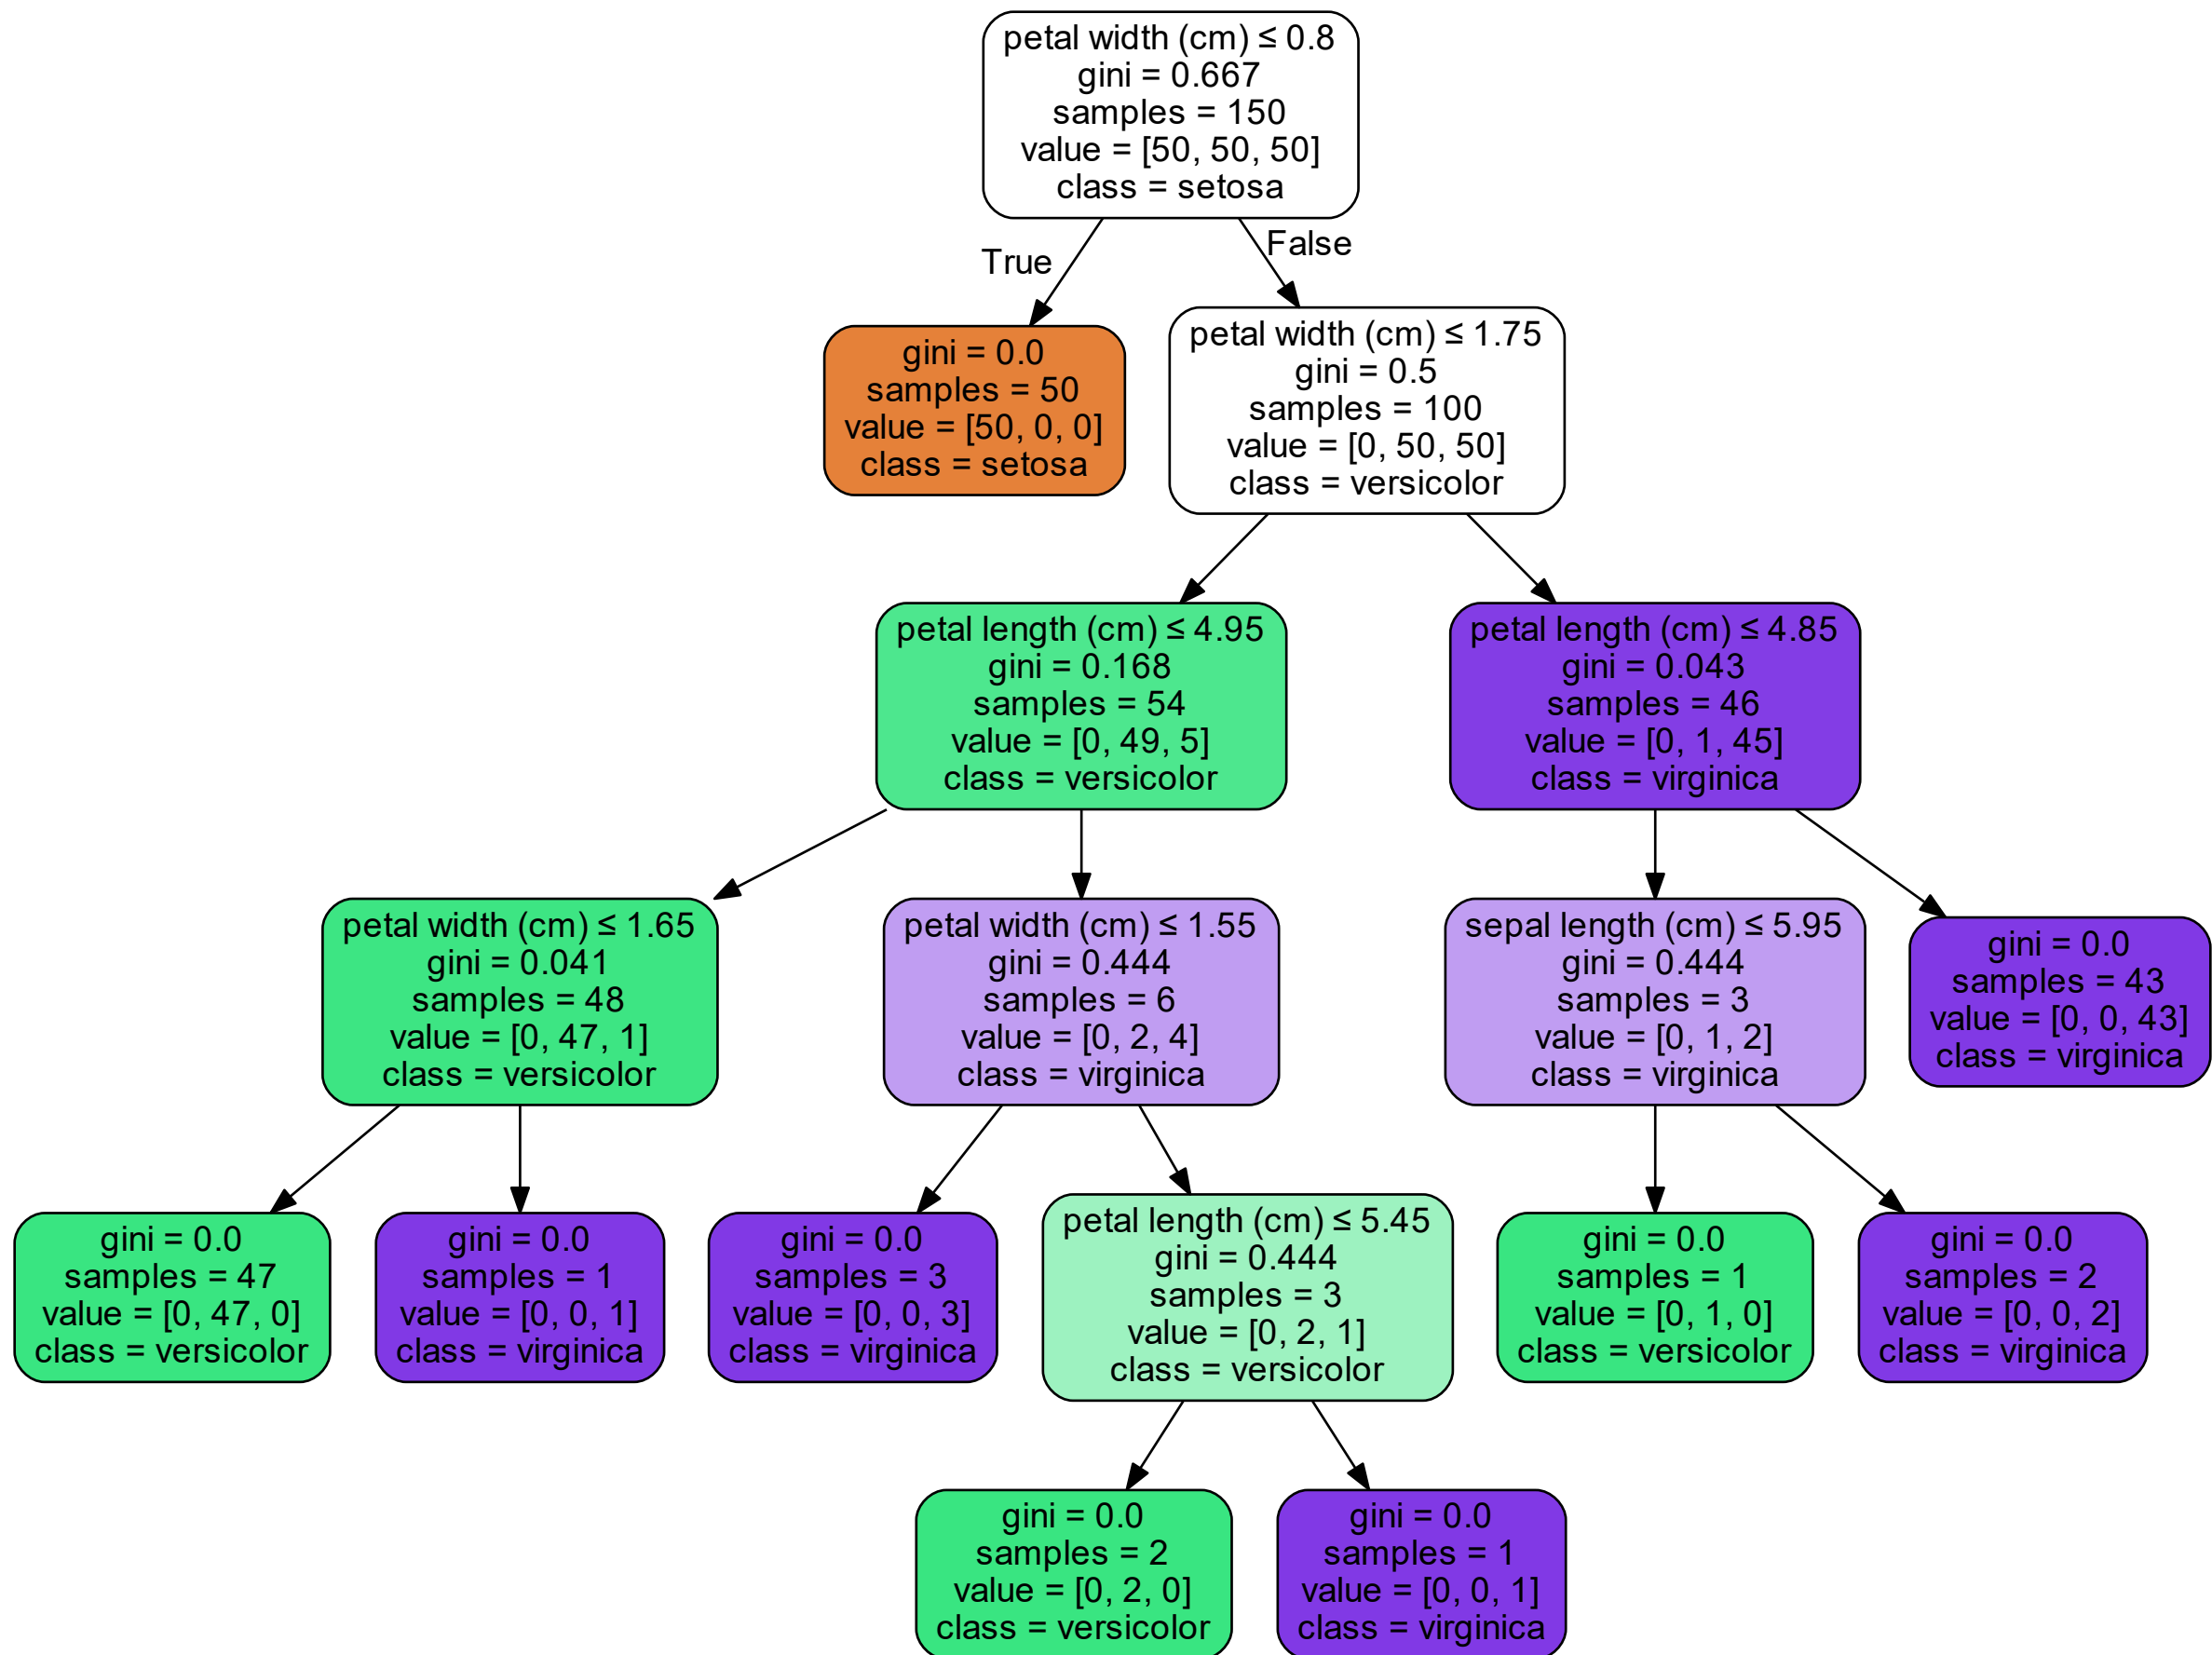 petal width (cm) ≤ 0.8
gini = 0.667
samples = 150
value = [50, 50, 50]
class = setosa
True
False
gini = 0.0
samples = 50
value = [50, 0, 0]
class = setosa
petal width (cm) ≤ 1.75
gini = 0.5
samples = 100
value = [0, 50, 50]
class = versicolor
petal length (cm) ≤ 4.95
gini = 0.168
samples = 54
value = [0, 49, 5]
class = versicolor
petal length (cm) ≤ 4.85
gini = 0.043
samples = 46
value = [0, 1, 45]
class = virginica
petal width (cm) ≤ 1.65
gini = 0.041
samples = 48
value = [0, 47, 1]
class = versicolor
petal width (cm) ≤ 1.55
gini = 0.444
samples = 6
value = [0, 2, 4]
class = virginica
sepal length (cm) ≤ 5.95
gini = 0.444
samples = 3
value = [0, 1, 2]
class = virginica
gini = 0.0
samples = 43
value = [0, 0, 43]
class = virginica
gini = 0.0
samples = 47
value = [0, 47, 0]
class = versicolor
gini = 0.0
samples = 1
value = [0, 0, 1]
class = virginica
gini = 0.0
samples = 3
value = [0, 0, 3]
class = virginica
petal length (cm) ≤ 5.45
gini = 0.444
samples = 3
value = [0, 2, 1]
class = versicolor
gini = 0.0
samples = 1
value = [0, 1, 0]
class = versicolor
gini = 0.0
samples = 2
value = [0, 0, 2]
class = virginica
gini = 0.0
samples = 2
value = [0, 2, 0]
class = versicolor
gini = 0.0
samples = 1
value = [0, 0, 1]
class = virginica